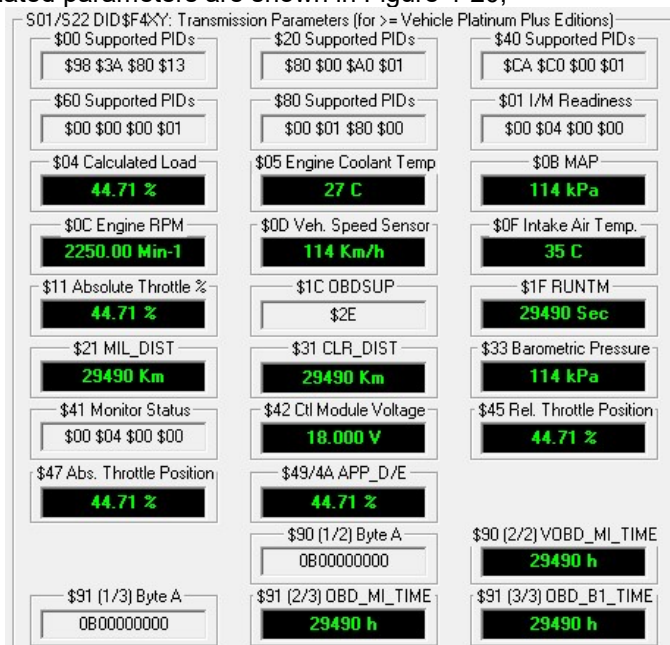 ated parameters are shown in Figure 4-20,
S01/S22 DID$F4XY: Transmission Parameters (for >= Vehicle Platinum Plus Editions)
$00 Supported PIDs $20 Supported PIDs $40 Supported PIDs
$98 $3A $80 $13 $80 $00 $A0 $01 $CA $C0 $00 $01
$60 Supported PIDs $80 Supported PIDs $01 I/M Readiness
$00 $00 $00 $01 $00 $01 $80 $00 $00 $04 $00 $00
$04 Calculated Load $05 Engine Coolant Temp $0B MAP
44.71 % 27 C 114 kPa
$0C Engine RPM $0D Veh. Speed Sensor $0F Intake Air Temp.
2250.00 Min-1 114 Km/h 35 C
$11 Absolute Throttle % $1C OBDSUP $1F RUNTM
44.71 % $2E 29490 Sec
$21 MIL_DIST $31 CLR_DIST $33 Barometric Pressure
29490 Km 29490 Km 114 kPa
$41 Monitor Status $42 Ctl Module Voltage $45 Rel. Throttle Position
$00 $04 $00 $00 18.000 V 44.71 %
$47 Abs. Throttle Position $49/4A APP_D/E
44.71 % 44.71 %
$90 (1/2) Byte A $90 (2/2) VOBD_MI_TIME
0B00000000 29490 h
$91 (1/3) Byte A $91 (2/3) OBD_MI_TIME $91 (3/3) OBD_B1_TIME
0B00000000 29490 h 29490 h